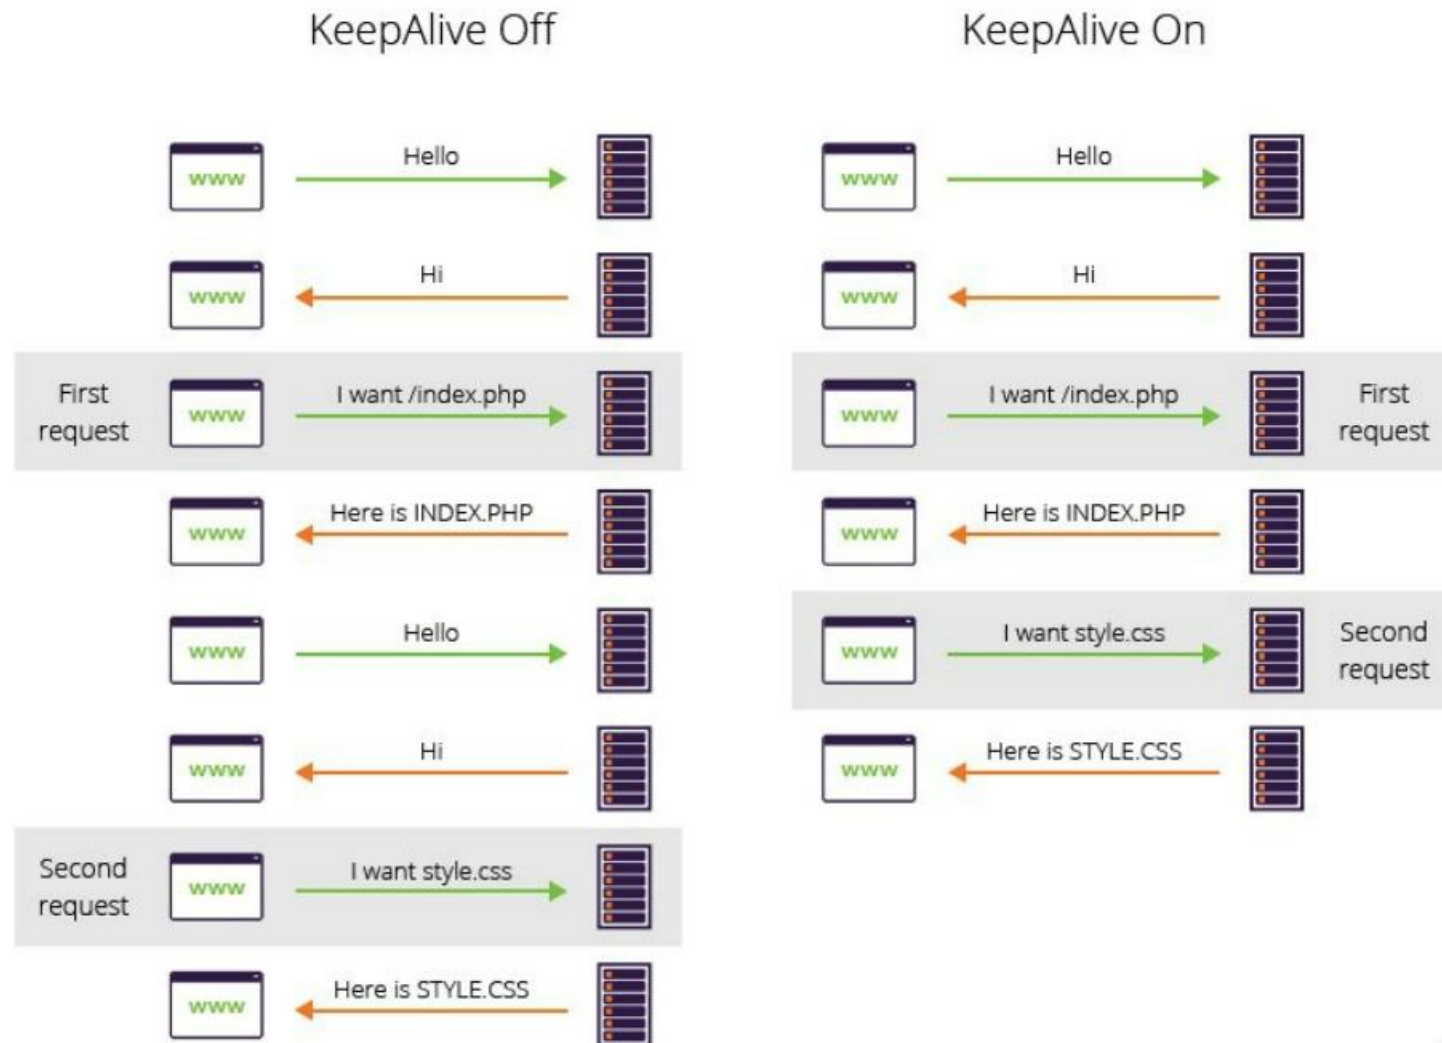 KeepAlive Off
www
Hello
www
Hi
First
request
www
I want /index.php
www
Here is INDEX.PHP
www
Hello
www
Hi
Second
request
www
I want style.css
www
Here is STYLE.CSS
KeepAlive On
www
Hello
www
Hi
www
I want /index.php
First
request
www
Here is INDEX.PHP
www
I want style.css
Second
request
www
Here is STYLE.CSS